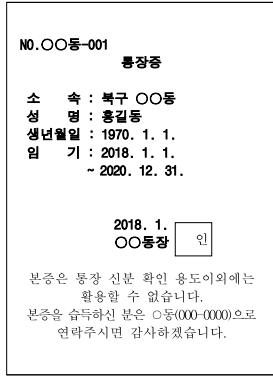 NO.○○동-001
통장증
소 속 : 북구 ○○동
성 명 : 홍길동
생년월일 : 1970. 1. 1.
임 기 : 2018. 1. 1.
~ 2020. 12. 31.
2018. 1.
○○동장 인
본증은 통장 신분 확인 용도이외에는
활용할 수 없습니다.
본증을 습득하신 분은 ○동(000-0000)으로
연락주시면 감사하겠습니다.